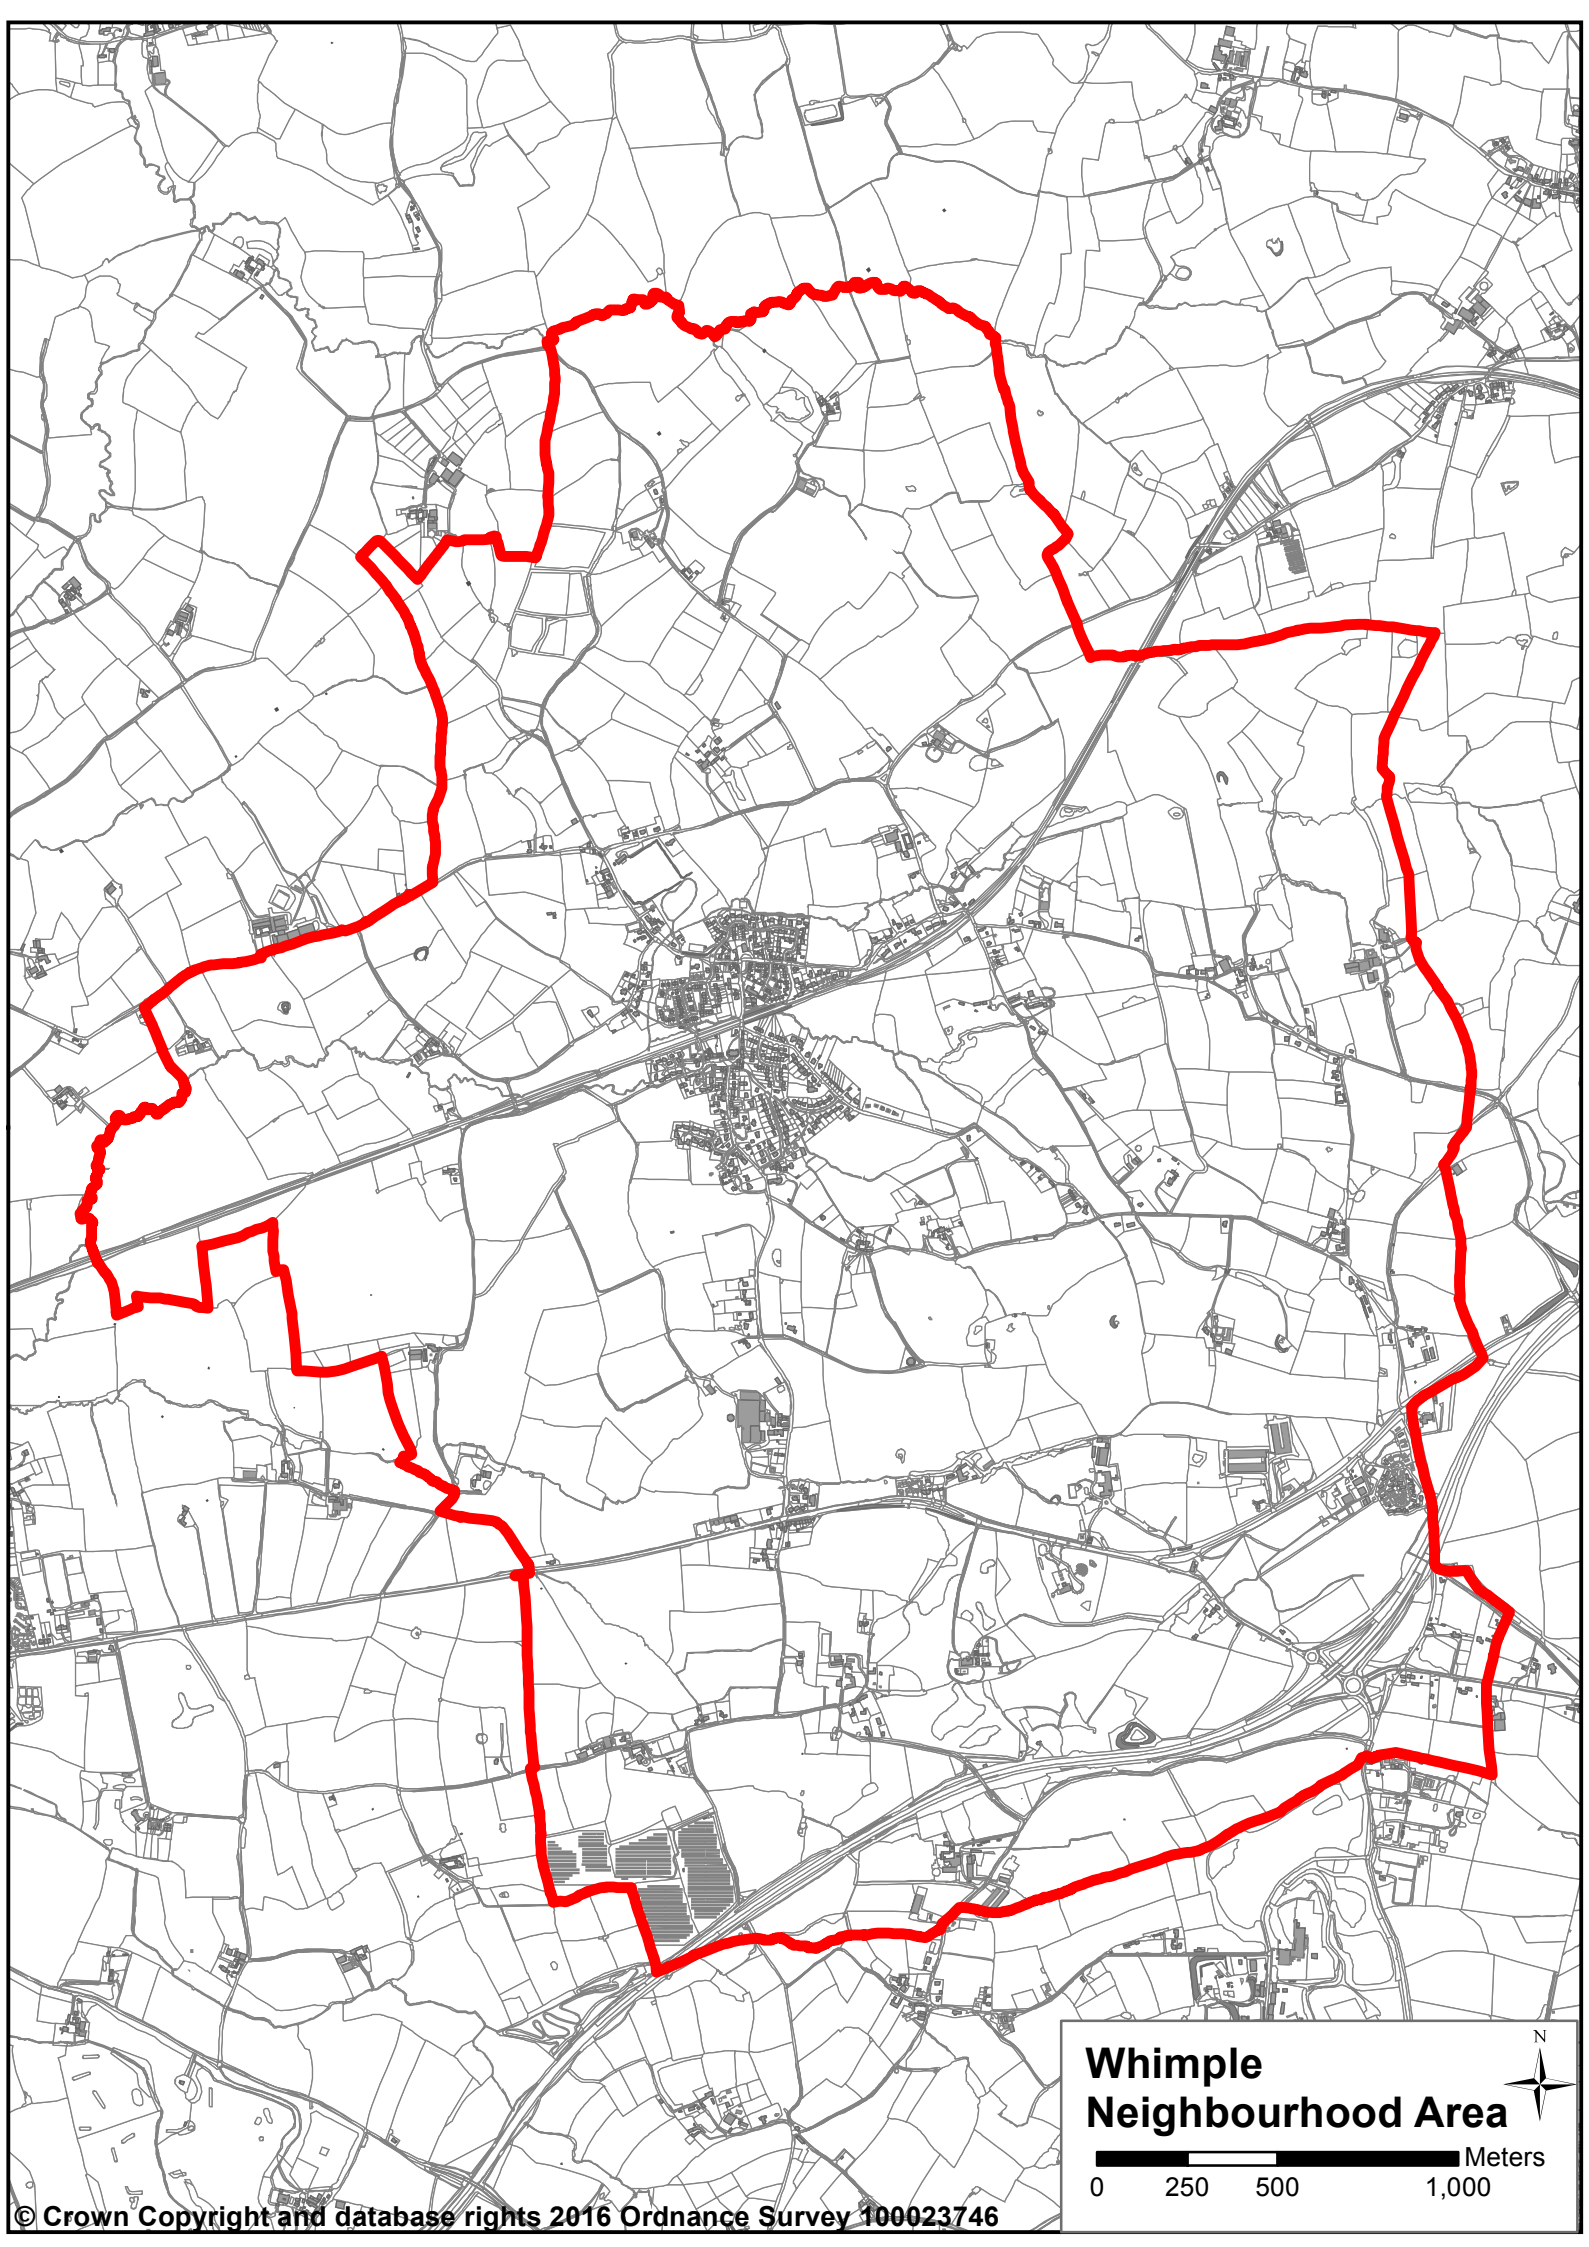 N
Whimple
Neighbourhood Area
Meters
0 250 500 1,000
© Crown Copyright and database rights 2016 Ordnance Survey 100023746